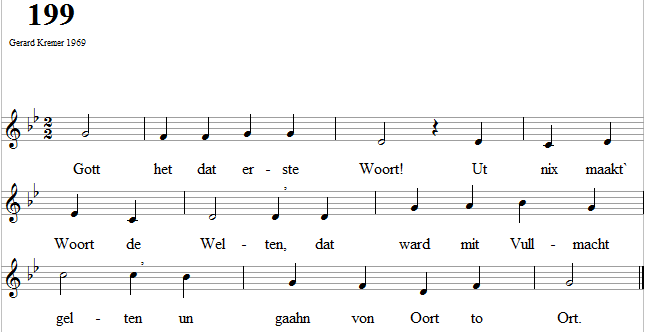 199
Gerard Kremer 1969
Gott het dat er - ste Woort! Ut nix maakt`
Woort de Wel - ten, dat ward mit Vull - macht
gel - ten un gaahn von Oort to Ort.